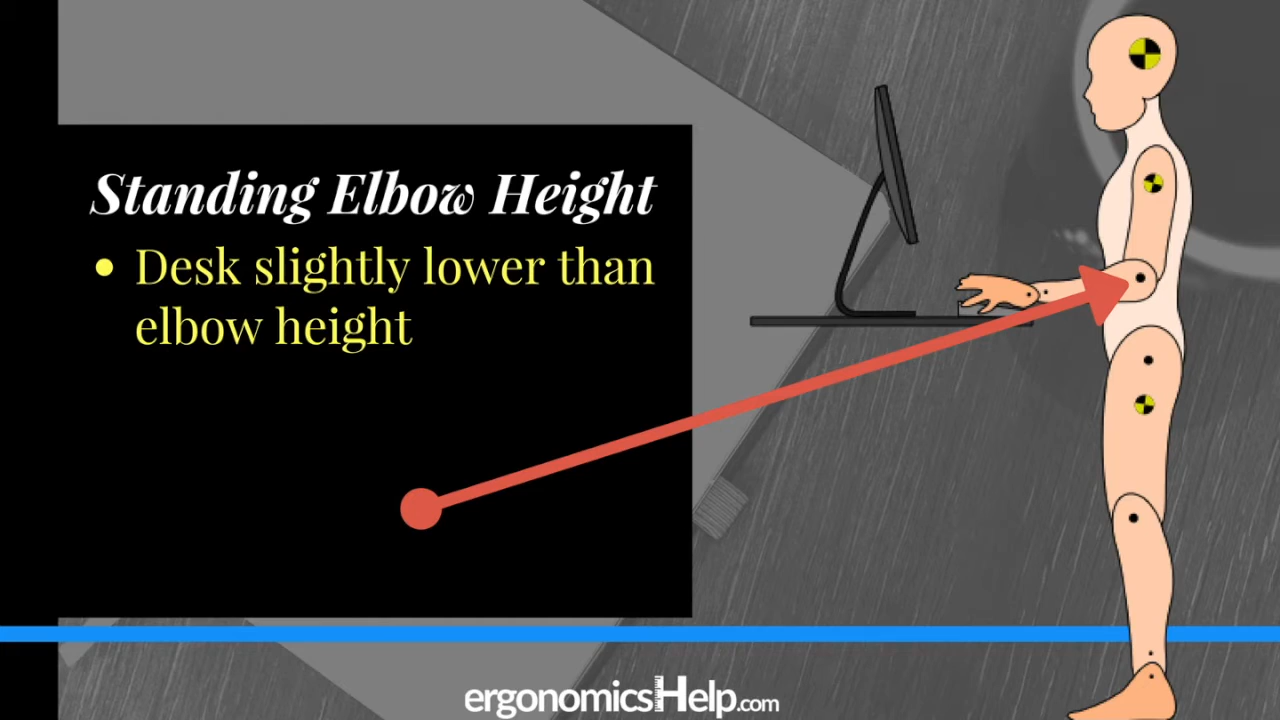 Standing Elbow Height
• Desk slightly lower than
elbow height
ergonomicsHelp.com